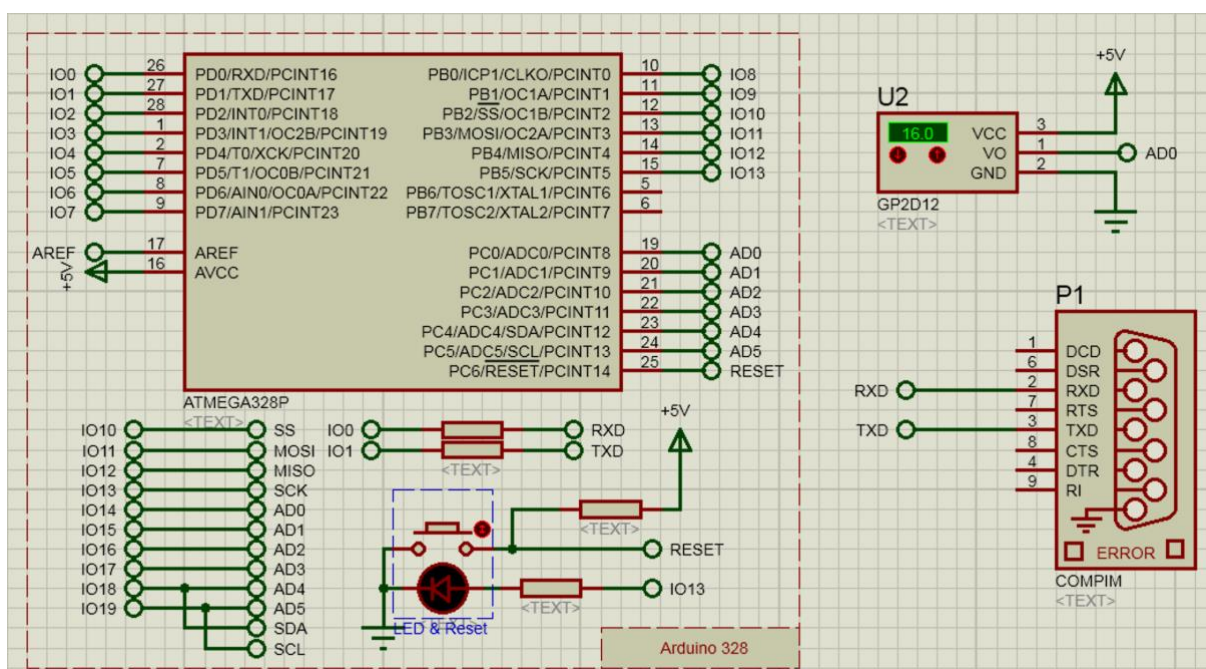 IO0 26 PD0/RXD/PCINT16 PB0/ICP1/CLKO/PCINT0 10 IO8
IO1 27 PD1/TXD/PCINT17 PB1/OC1A/PCINT1 11 IO9
IO2 28 PD2/INT0/PCINT18 PB2/SS/OC1B/PCINT2 12 IO10
IO3 1 PD3/INT1/OC2B/PCINT19 PB3/MOSI/OC2A/PCINT3 13 IO11
IO4 2 PD4/T0/XCK/PCINT20 PB4/MISO/PCINT4 14 IO12
IO5 7 PD5/T1/OC0B/PCINT21 PB5/SCK/PCINT5 15 IO13
IO6 8 PD6/AIN0/OC0A/PCINT22 PB6/TOSC1/XTAL1/PCINT6 5
IO7 9 PD7/AIN1/PCINT23 PB7/TOSC2/XTAL2/PCINT7 6
AREF 17 AREF PC0/ADC0/PCINT8 19 AD0
+5V 16 AVCC PC1/ADC1/PCINT9 20 AD1
PC2/ADC2/PCINT10 21 AD2
PC3/ADC3/PCINT11 22 AD3
PC4/ADC4/SDA/PCINT12 23 AD4
PC5/ADC5/SCL/PCINT13 24 AD5
PC6/RESET/PCINT14 25 RESET
ATMEGA328P
<TEXT>
IO10 SS
IO11 MOSI
IO12 MISO
IO13 SCK
IO14 AD0
IO15 AD1
IO16 AD2
IO17 AD3
IO18 AD4
IO19 AD5
SDA
SCL
IO0 RXD
IO1 TXD
<TEXT>
+5V
<TEXT>
RESET
IO13
<TEXT>
LED & Reset
Arduino 328
+5V
U2
16.0 VCC 3
VO 1 AD0
GND 2
GP2D12
<TEXT>
P1
1 DCD
6 DSR
RXD 2 RXD
7 RTS
TXD 3 TXD
8 CTS
4 DTR
9 RI
ERROR
COMPIM
<TEXT>